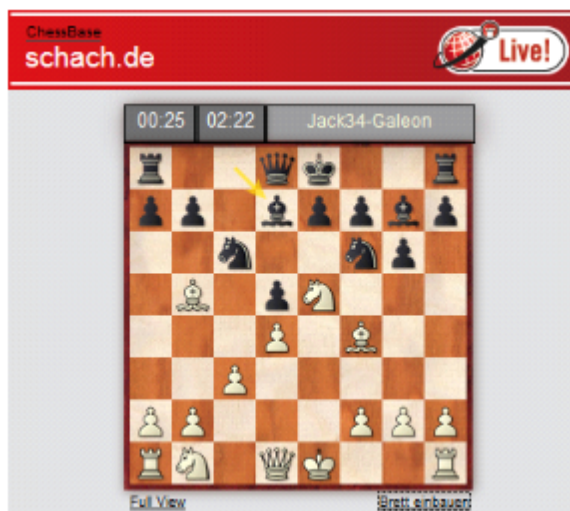 ChessBase
schach.de
Live!
00:25 02:22 Jack34-Galeon
Full View Brett einbauen